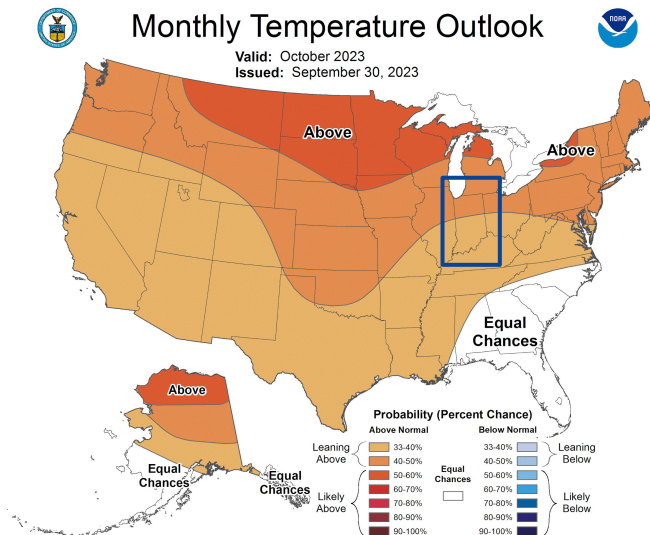 Monthly Temperature Outlook
NOAA
Valid: October 2023
Issued: September 30, 2023
Above
Above
Equal
Chances
Above
Equal
Chances
Equal
Chances
Probability (Percent Chance)
Above Normal
Below Normal
Leaning
Above
33-40%
40-50%
Likely
Above
50-60%
60-70%
70-80%
80-90%
90-100%
Equal
Chances
33-40%
40-50%
Leaning
Below
50-60%
60-70%
70-80%
80-90%
90-100%
Likely
Below